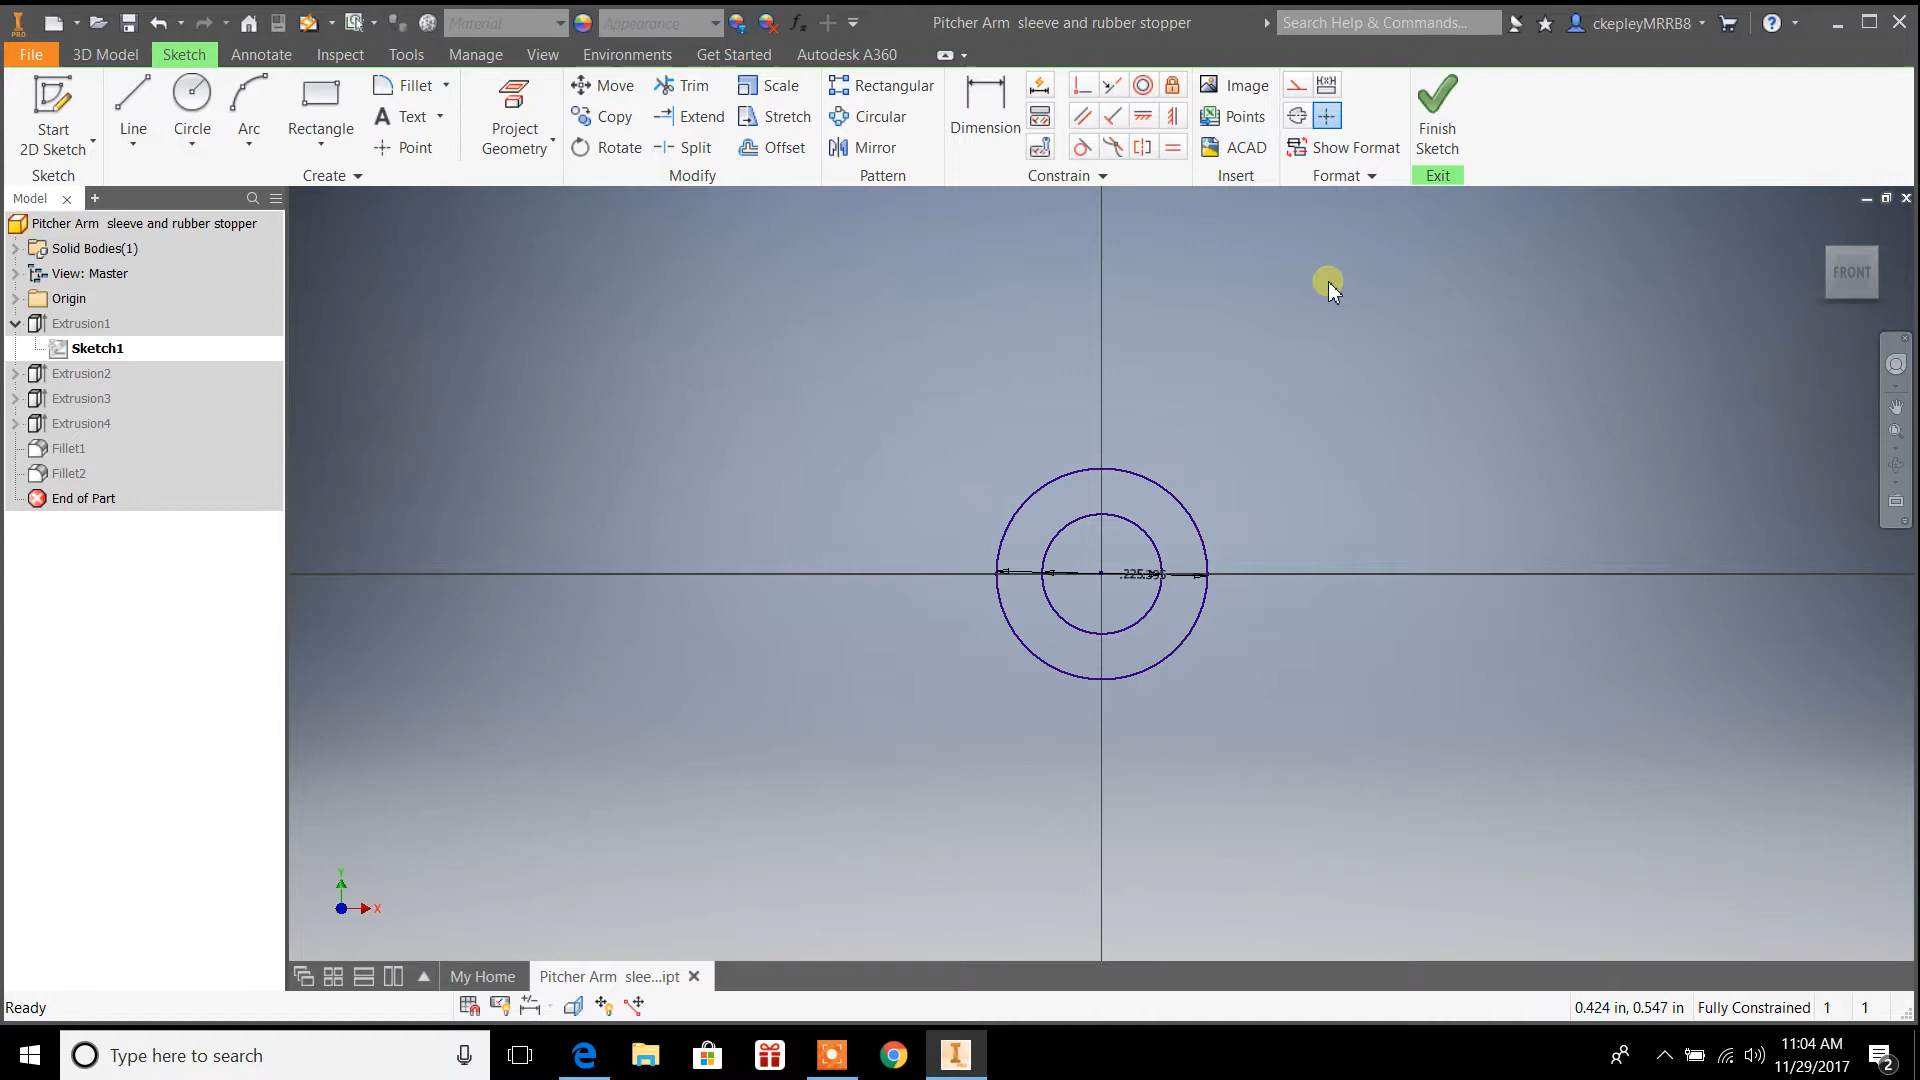 PRO
Material
Appearance
Pitcher Arm  sleeve and rubber stopper
Search Help & Commands...
ckepleyMRRB8
File
3D Model
Sketch
Annotate
Inspect
Tools
Manage
View
Environments
Get Started
Autodesk A360
Start
2D Sketch
Line
Circle
Arc
Rectangle
Fillet
Text
Point
Project
Geometry
Move
Copy
Rotate
Trim
Extend
Split
Scale
Stretch
Offset
Rectangular
Circular
Mirror
Dimension
Image
Points
ACAD
Show Format
Finish
Sketch
Sketch
Create
Modify
Pattern
Constrain
Insert
Format
Exit
Model
Pitcher Arm  sleeve and rubber stopper
Solid Bodies(1)
View: Master
Origin
Extrusion1
Sketch1
Extrusion2
Extrusion3
Extrusion4
Fillet1
Fillet2
End of Part
FRONT
Y
X
My Home
Pitcher Arm  slee...ipt
Ready
0.424 in, 0.547 in
Fully Constrained
1
1
Type here to search
11:04 AM
11/29/2017
2